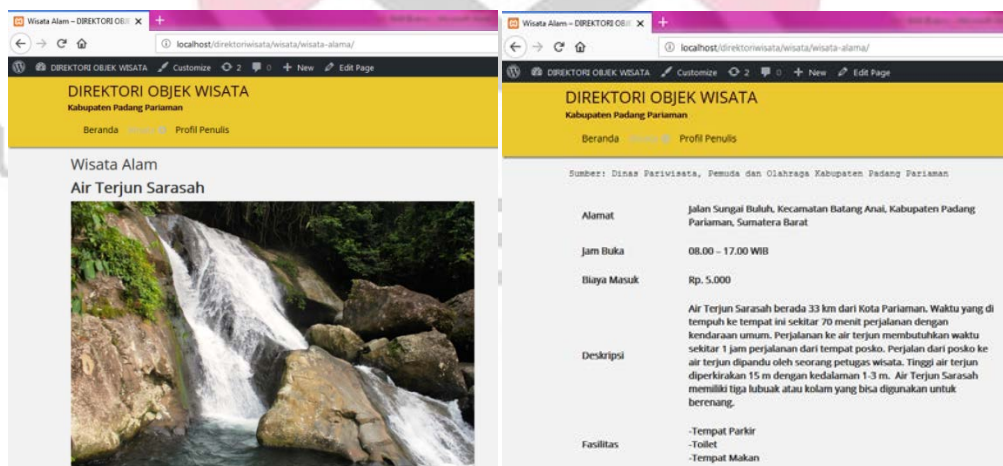 Wisata Alam – DIREKTORI OBJE
localhost/direktoriwisata/wisata/wisata-alama/
DIREKTORI OBJEK WISATA Customize 2 0 New Edit Page
DIREKTORI OBJEK WISATA
Kabupaten Padang Pariaman
Beranda Profil Penulis
Wisata Alam
Air Terjun Sarasah
Wisata Alam – DIREKTORI OBJE
localhost/direktoriwisata/wisata/wisata-alama/
DIREKTORI OBJEK WISATA Customize 2 0 New Edit Page
DIREKTORI OBJEK WISATA
Kabupaten Padang Pariaman
Beranda Profil Penulis
Sumber: Dinas Pariwisata, Pemuda dan Olahraga Kabupaten Padang Pariaman
Alamat
Jalan Sungai Buluh, Kecamatan Batang Anai, Kabupaten Padang
Pariaman, Sumatera Barat
Jam Buka 08.00 – 17.00 WIB
Biaya Masuk Rp. 5.000
Deskripsi
Air Terjun Sarasah berada 33 km dari Kota Pariaman. Waktu yang di
tempuh ke tempat ini sekitar 70 menit perjalanan dengan
kendaraan umum. Perjalanan ke air terjun membutuhkan waktu
sekitar 1 jam perjalanan dari tempat posko. Perjalan dari posko ke
air terjun dipandu oleh seorang petugas wisata. Tinggi air terjun
diperkirakan 15 m dengan kedalaman 1-3 m. Air Terjun Sarasah
memiliki tiga lubuak atau kolam yang bisa digunakan untuk
berenang.
Fasilitas
-Tempat Parkir
-Toilet
-Tempat Makan